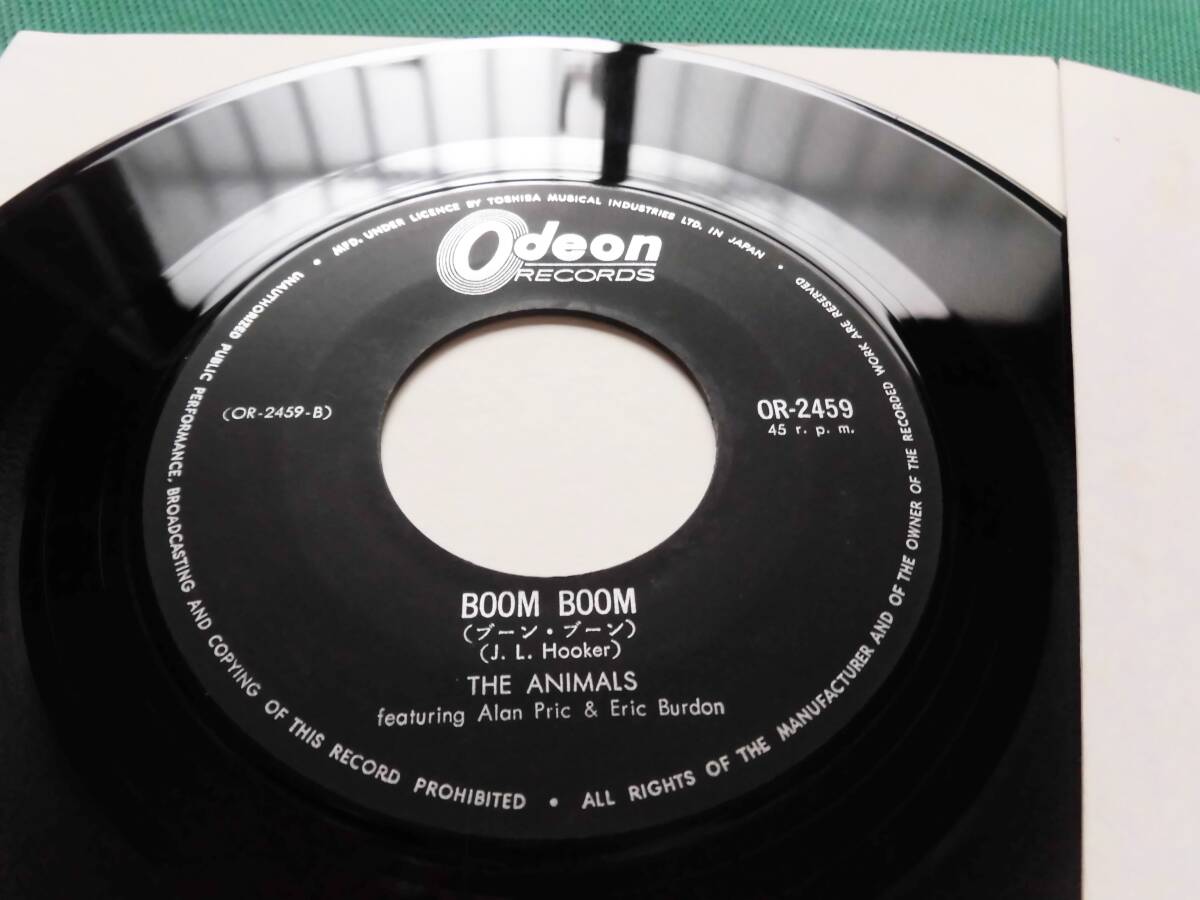 MFD. UNDER LICENCE BY TOSHIBA MUSICAL INDUSTRIES LTD. IN JAPAN •
Odeon
RECORDS
(OR-2459-B)
OR-2459
45 r. p. m.
BOOM BOOM
(ブーン・ブーン)
(J. L. Hooker)
THE ANIMALS
featuring Alan Pric & Eric Burdon
ALL RIGHTS OF THE MANUFACTURER AND OF THE OWNER OF THE RECORDED WORK ARE RESERVED
UNAUTHORIZED PUBLIC PERFORMANCE, BROADCASTING AND COPYING OF THIS RECORD PROHIBITED •